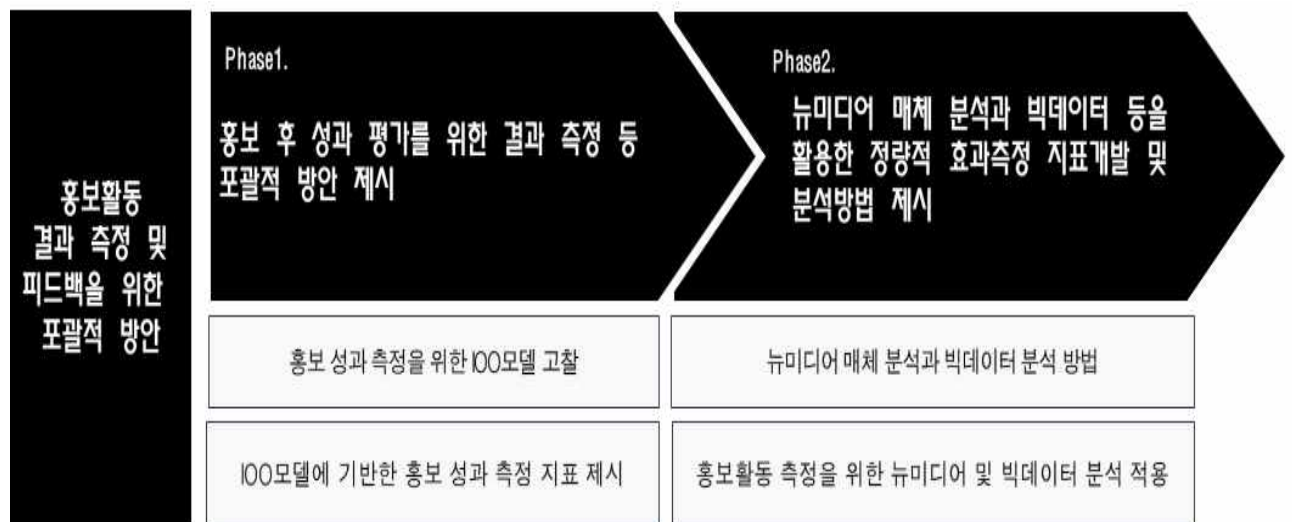 홍보활동
결과 측정 및
피드백을 위한
포괄적 방안
Phase1.
홍보 후 성과 평가를 위한 결과 측정 등
포괄적 방안 제시
Phase2.
뉴미디어 매체 분석과 빅데이터 등을
활용한 정량적 효과측정 지표개발 및
분석방법 제시
홍보 성과 측정을 위한 IOO모델 고찰
뉴미디어 매체 분석과 빅데이터 분석 방법
IOO모델에 기반한 홍보 성과 측정 지표 제시
홍보활동 측정을 위한 뉴미디어 및 빅데이터 분석 적용